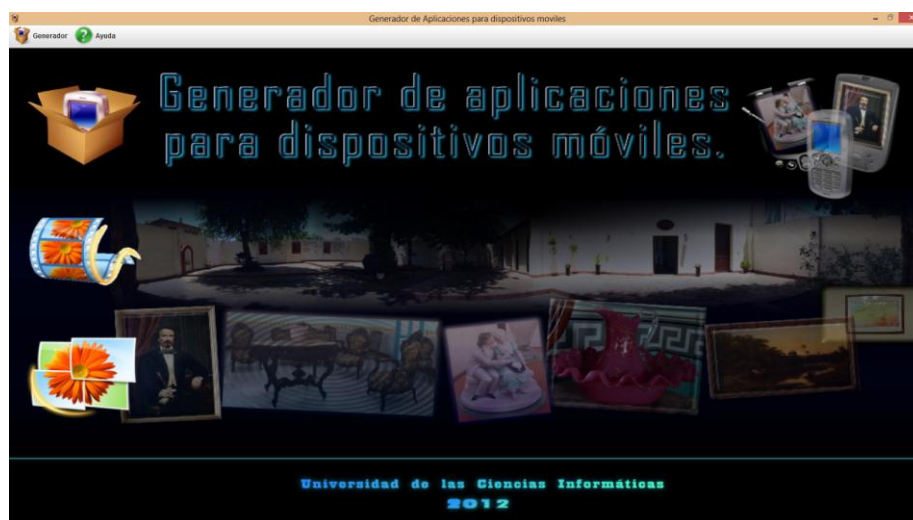 Generador de Aplicaciones para dispositivos moviles
Generador Ayuda
Generador de aplicaciones
para dispositivos móviles.
Universidad de las Ciencias Informáticas
2012